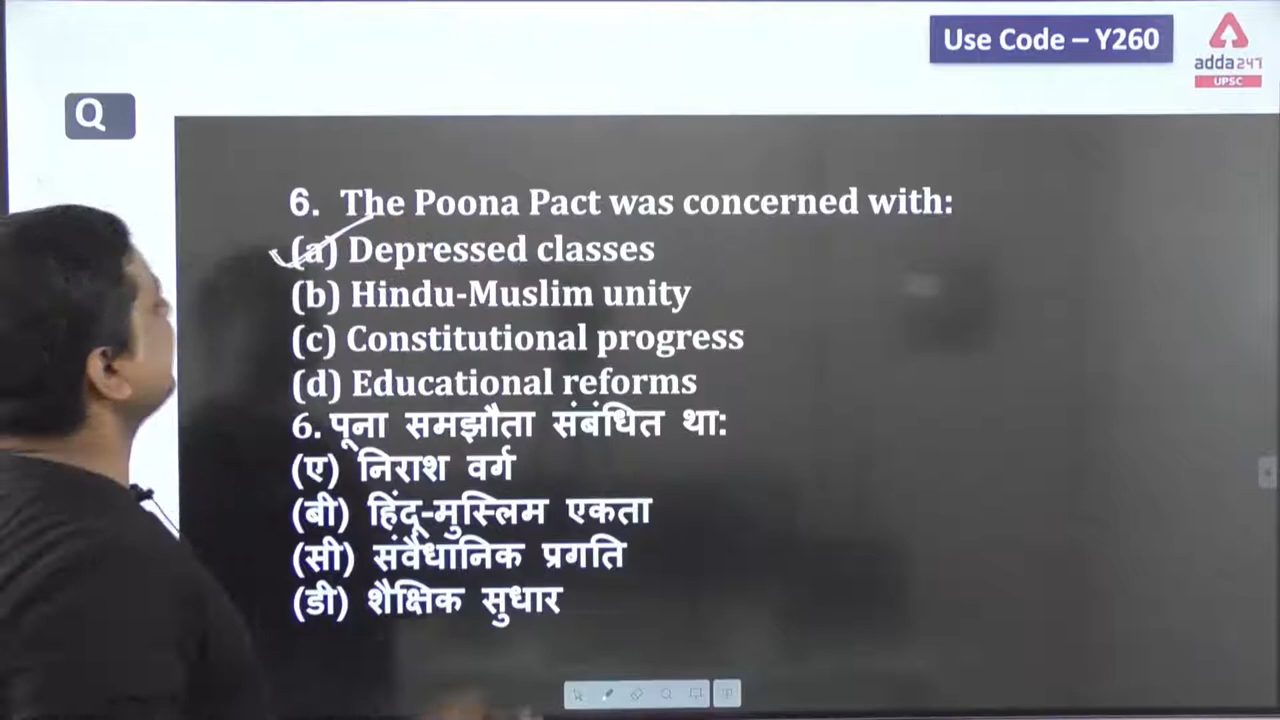 Use Code – Y260
adda247
UPSC
Q
6. The Poona Pact was concerned with:
(a) Depressed classes
(b) Hindu-Muslim unity
(c) Constitutional progress
(d) Educational reforms
6. पूना समझौता संबंधित था:
(ए) निराश वर्ग
(बी) हिंदू-मुस्लिम एकता
(सी) संवैधानिक प्रगति
(डी) शैक्षिक सुधार